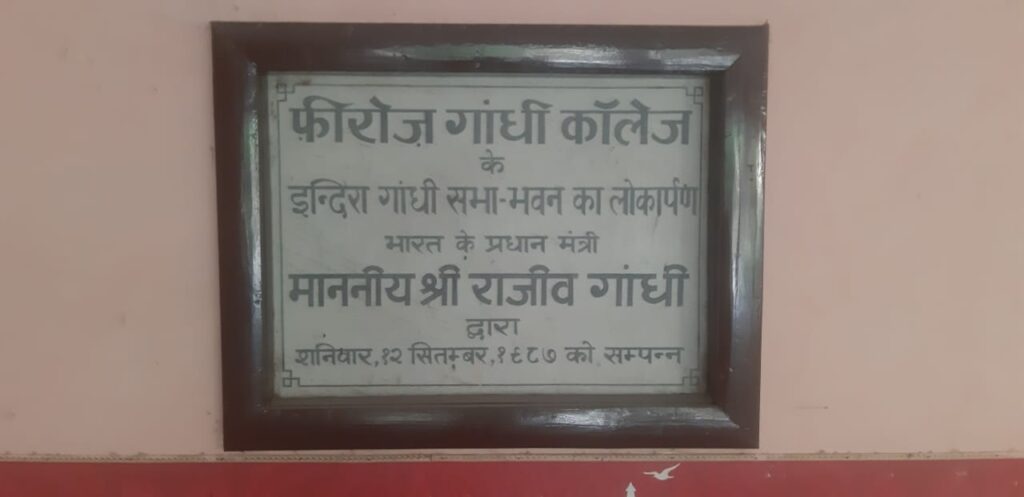 फ़ीरोज़ गांधी कॉलेज
के
इन्दिरा गांधी सभा-भवन का लोकार्पण
भारत के प्रधान मंत्री
माननीय श्री राजीव गांधी
द्वारा
शनिवार,१२ सितम्बर,१९८७ को सम्पन्न